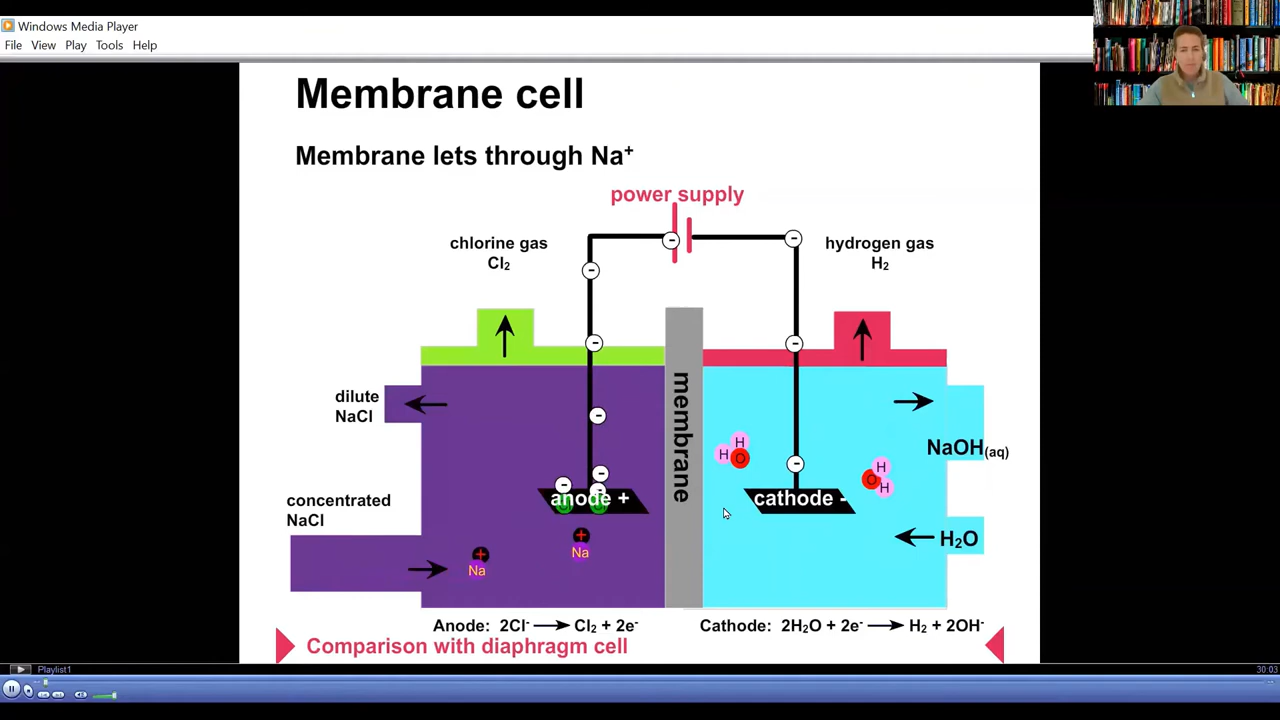 Windows Media Player
File View Play Tools Help
Membrane cell
Membrane lets through Na⁺
power supply
chlorine gas
Cl₂
hydrogen gas
H₂
dilute
NaCl
membrane
H
H
O
H
O
H
NaOH(aq)
concentrated
NaCl
anode +
cathode -
H₂O
+
Na
+
Na
Anode: 2Cl⁻ → Cl₂ + 2e⁻
Cathode: 2H₂O + 2e⁻ → H₂ + 2OH⁻
Comparison with diaphragm cell
Playlist1
30:03